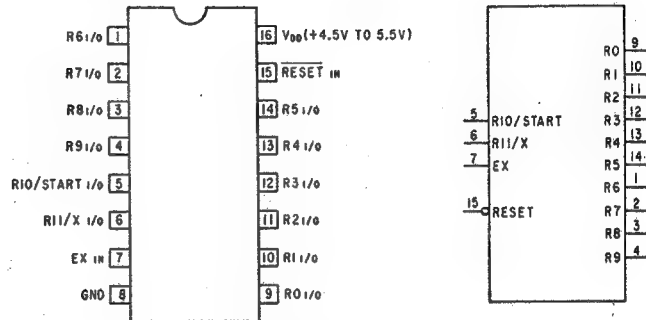 R6 I/O 1
R7 I/O 2
R8 I/O 3
R9 I/O 4
R10/START I/O 5
R11/X I/O 6
EX IN 7
GND 8
16 VDD(+4.5V TO 5.5V)
15 RESET IN
14 R5 I/O
13 R4 I/O
12 R3 I/O
11 R2 I/O
10 R1 I/O
9 R0 I/O
5 R10/START
6 R11/X
7 EX
15 RESET
R0 9
R1 10
R2 11
R3 12
R4 13
R5 14
R6 1
R7 2
R8 3
R9 4